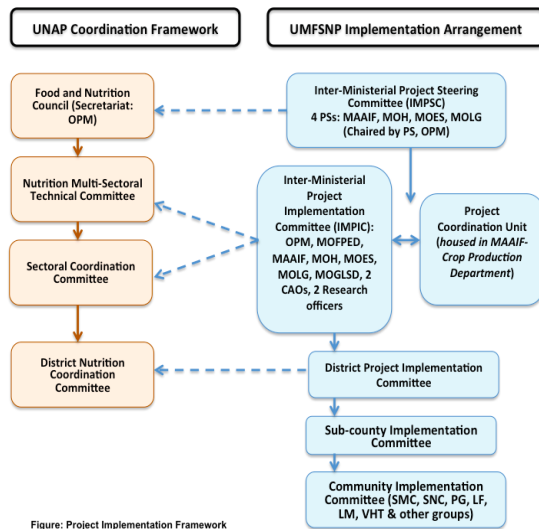 UNAP Coordination Framework
UMFSNP Implementation Arrangement
Food and Nutrition
Council (Secretariat:
OPM)
Inter-Ministerial Project Steering
Committee (IMPSC)
4 PSs: MAAIF, MOH, MOES, MOLG
(Chaired by PS, OPM)
Nutrition Multi-Sectoral
Technical Committee
Inter-Ministerial
Project
Implementation
Committee (IMPIC):
OPM, MOFPED,
MAAIF, MOH, MOES,
MOLG, MOGLSD, 2
CAOs, 2 Research
officers
Project
Coordination Unit
(housed in MAAIF-
Crop Production
Department)
Sectoral Coordination
Committee
District Nutrition
Coordination
Committee
District Project Implementation
Committee
Sub-county Implementation
Committee
Community Implementation
Committee (SMC, SNC, PG, LF,
LM, VHT & other groups)
Figure: Project Implementation Framework